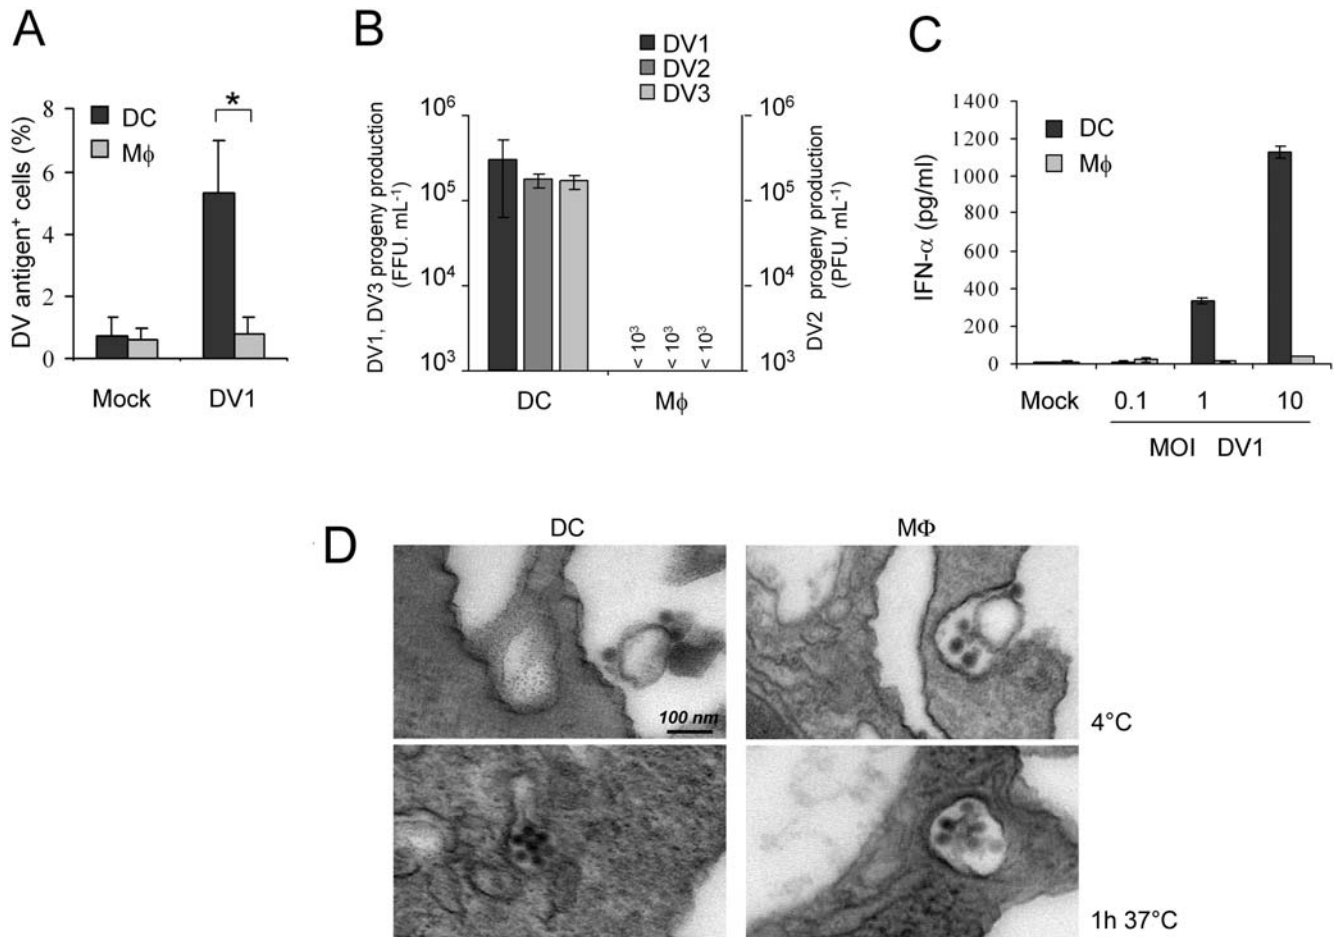 A
DV antigen⁺ cells (%)
8
6
4
2
0
DC
Mϕ
*
Mock
DV1
B
DV1
DV2
DV3
DV1, DV3 progeny production
(FFU. mL⁻¹)
10⁶
10⁵
10⁴
10³
< 10³
< 10³
< 10³
10⁶
10⁵
10⁴
10³
DV2 progeny production
(PFU. mL⁻¹)
DC
Mϕ
C
IFN-α (pg/ml)
1400
1200
1000
800
600
400
200
0
DC
Mϕ
Mock
0.1
1
10
MOI DV1
D
DC
MΦ
100 nm
4°C
1h 37°C